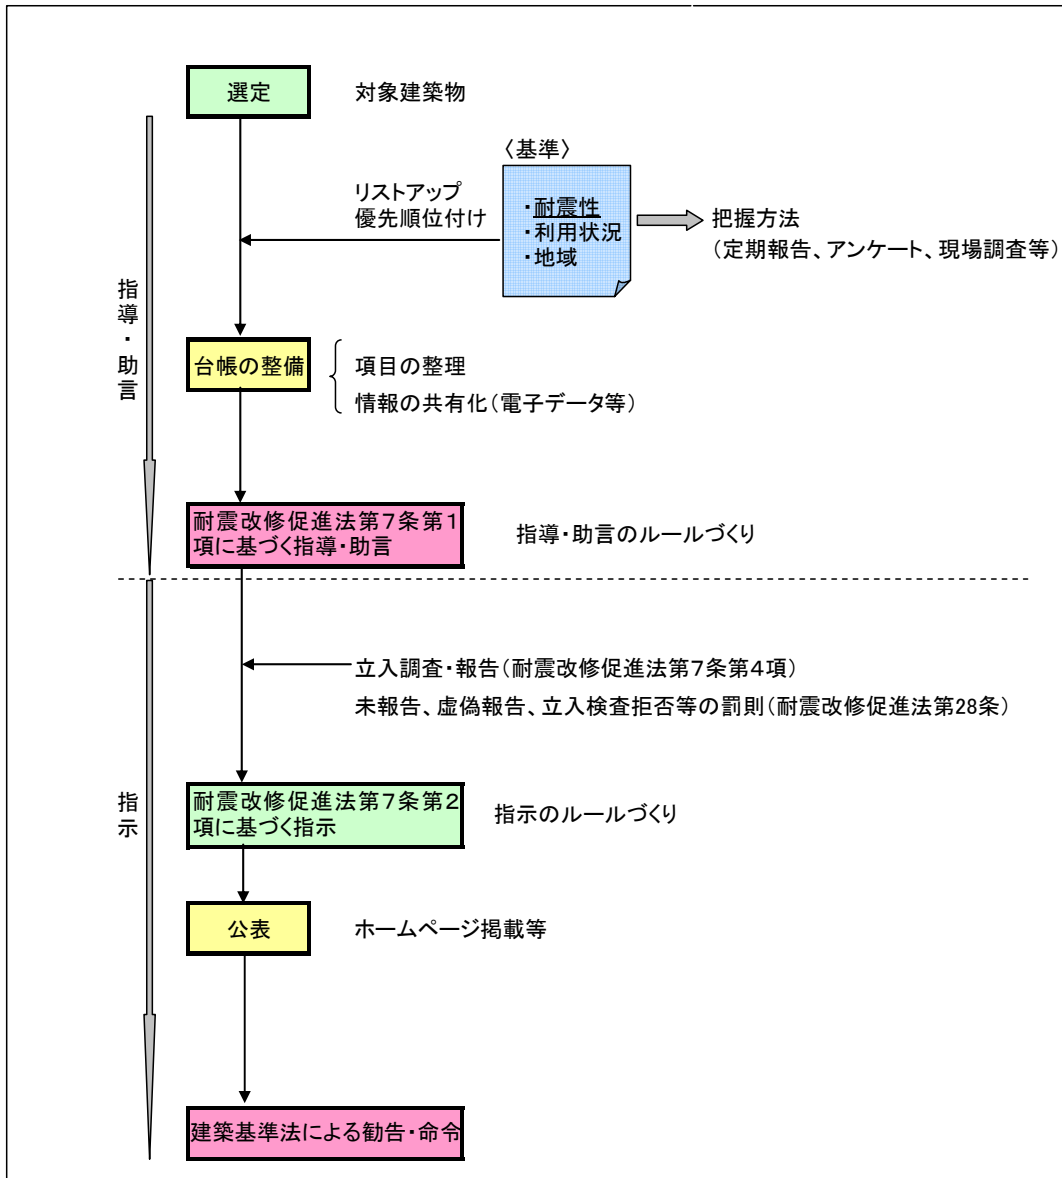 選定
対象建築物
〈基準〉
リストアップ
優先順位付け
・耐震性
・利用状況
・地域
把握方法
（定期報告、アンケート、現場調査等）
指導・助言
台帳の整備
項目の整理
情報の共有化（電子データ等）
耐震改修促進法第７条第１
項に基づく指導・助言
指導・助言のルールづくり
立入調査・報告（耐震改修促進法第７条第４項）
未報告、虚偽報告、立入検査拒否等の罰則（耐震改修促進法第28条）
指示
耐震改修促進法第７条第２
項に基づく指示
指示のルールづくり
公表
ホームページ掲載等
建築基準法による勧告・命令